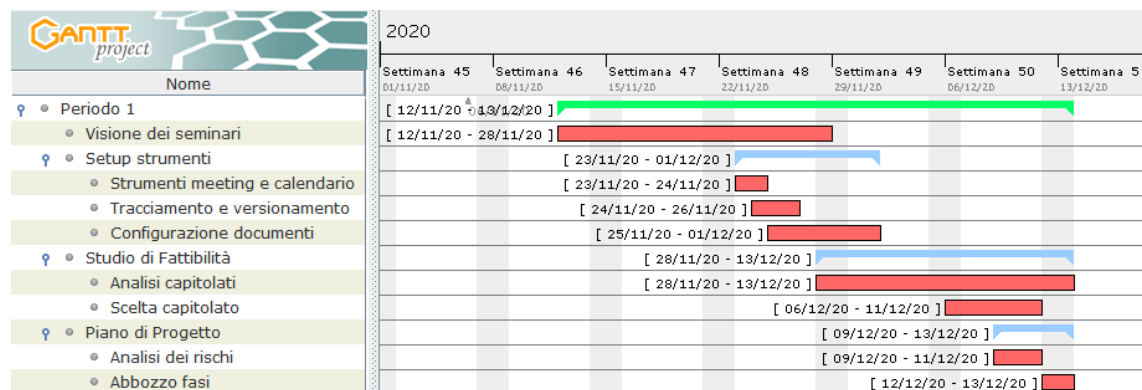 GANTT
project
2020
Settimana 45 Settimana 46 Settimana 47 Settimana 48 Settimana 49 Settimana 50 Settimana 5
Nome
01/11/20 08/11/20 15/11/20 22/11/20 29/11/20 06/12/20 13/12/20
Periodo 1 [ 12/11/20 - 13/12/20 ]
Visione dei seminari [ 12/11/20 - 28/11/20 ]
Setup strumenti [ 23/11/20 - 01/12/20 ]
Strumenti meeting e calendario [ 23/11/20 - 24/11/20 ]
Tracciamento e versionamento [ 24/11/20 - 26/11/20 ]
Configurazione documenti [ 25/11/20 - 01/12/20 ]
Studio di Fattibilità [ 28/11/20 - 13/12/20 ]
Analisi capitolati [ 28/11/20 - 13/12/20 ]
Scelta capitolato [ 06/12/20 - 11/12/20 ]
Piano di Progetto [ 09/12/20 - 13/12/20 ]
Analisi dei rischi [ 09/12/20 - 11/12/20 ]
Abbozzo fasi [ 12/12/20 - 13/12/20 ]